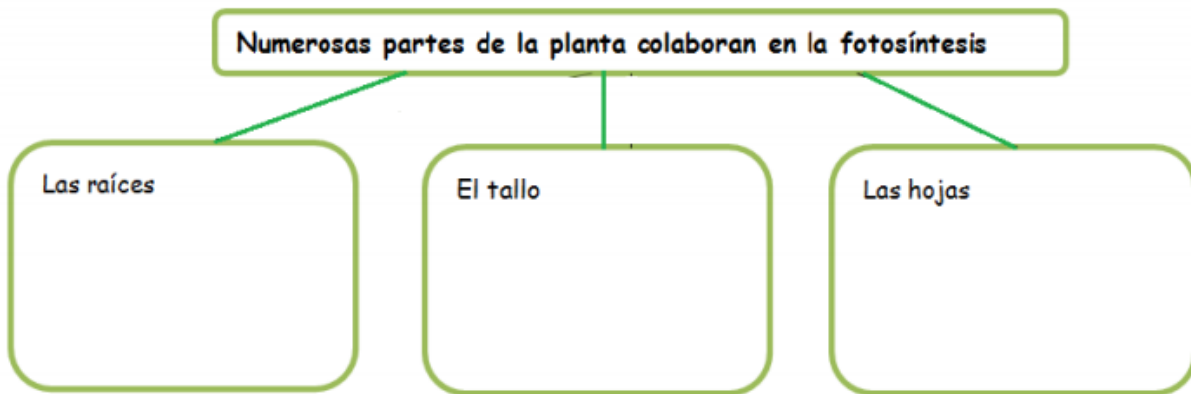 Numerosas partes de la planta colaboran en la fotosíntesis
Las raíces
El tallo
Las hojas